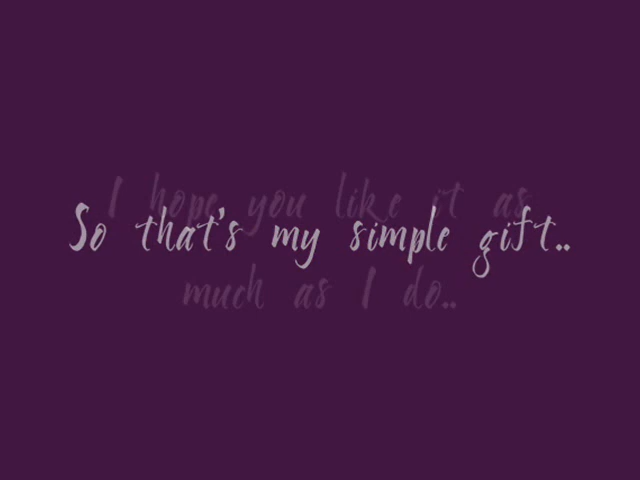 I hope you like it as
So that's my simple gift..
much as I do..